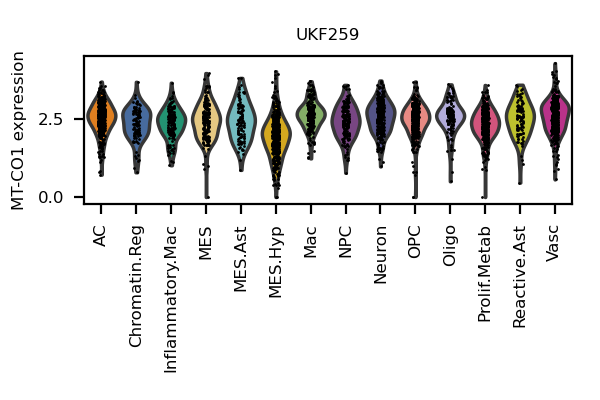 UKF259
MT-CO1 expression
2.5
0.0
AC
Chromatin.Reg
Inflammatory.Mac
MES
MES.Ast
MES.Hyp
Mac
NPC
Neuron
OPC
Oligo
Prolif.Metab
Reactive.Ast
Vasc